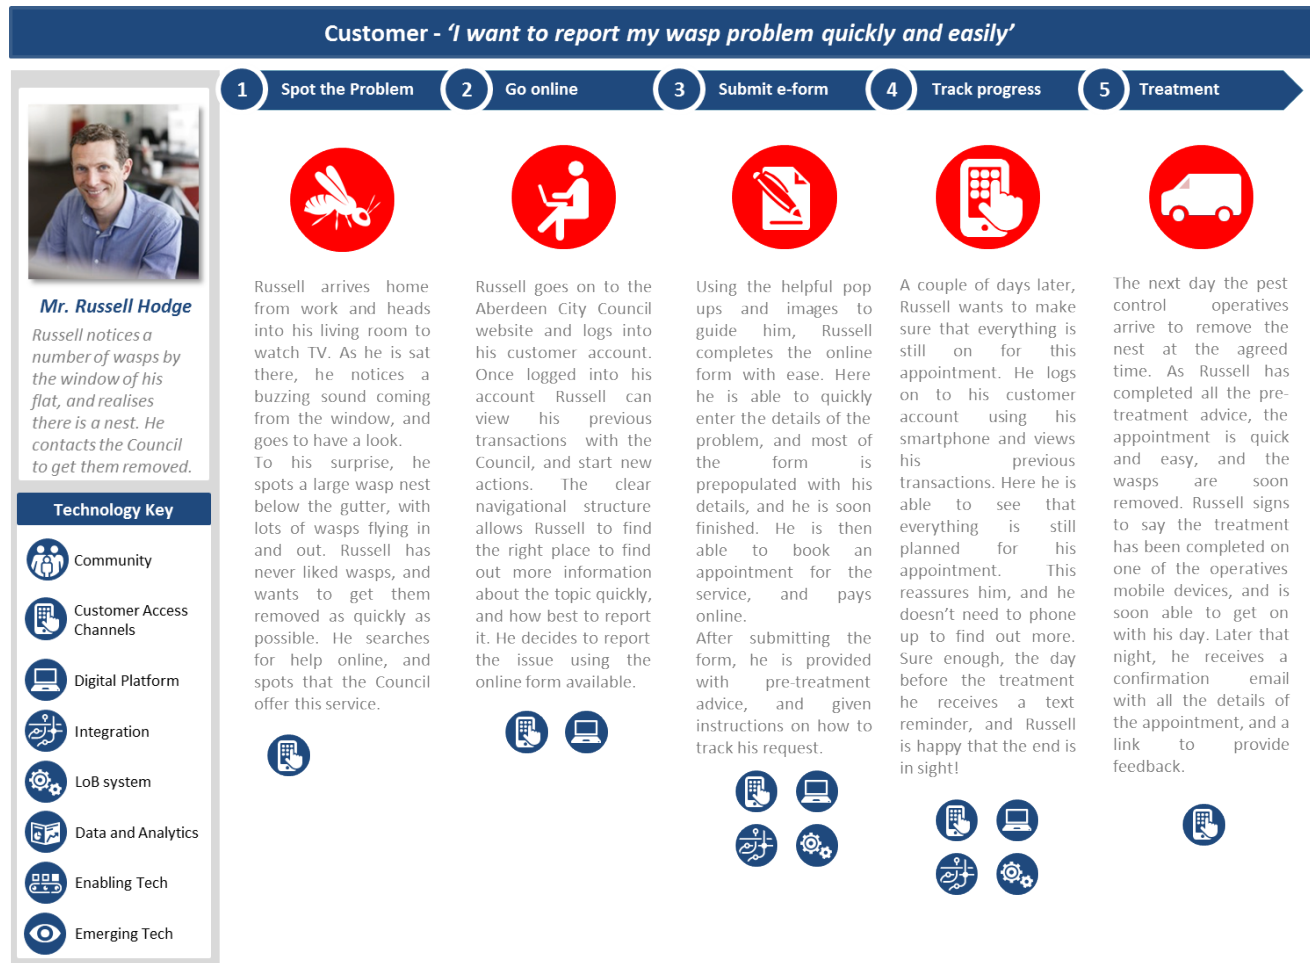 Customer - ‘I want to report my wasp problem quickly and easily’
1 Spot the Problem
2 Go online
3 Submit e-form
4 Track progress
5 Treatment
Mr. Russell Hodge
Russell notices a
number of wasps by
the window of his
flat, and realises
there is a nest. He
contacts the Council
to get them removed.
Technology Key
Community
Customer Access
Channels
Digital Platform
Integration
LoB system
Data and Analytics
Enabling Tech
Emerging Tech
Russell arrives home
from work and heads
into his living room to
watch TV. As he is sat
there, he notices a
buzzing sound coming
from the window, and
goes to have a look.
To his surprise, he
spots a large wasp nest
below the gutter, with
lots of wasps flying in
and out. Russell has
never liked wasps, and
wants to get them
removed as quickly as
possible. He searches
for help online, and
spots that the Council
offer this service.
Russell goes on to the
Aberdeen City Council
website and logs into
his customer account.
Once logged into his
account Russell can
view his previous
transactions with the
Council, and start new
actions. The clear
navigational structure
allows Russell to find
the right place to find
out more information
about the topic quickly,
and how best to report
it. He decides to report
the issue using the
online form available.
Using the helpful pop
ups and images to
guide him, Russell
completes the online
form with ease. Here
he is able to quickly
enter the details of the
problem, and most of
the form is
prepopulated with his
details, and he is soon
finished. He is then
able to book an
appointment for the
service, and pays
online.
After submitting the
form, he is provided
with pre-treatment
advice, and given
instructions on how to
track his request.
A couple of days later,
Russell wants to make
sure that everything is
still on for this
appointment. He logs
on to his customer
account using his
smartphone and views
his previous
transactions. Here he is
able to see that
everything is still
planned for his
appointment. This
reassures him, and he
doesn’t need to phone
up to find out more.
Sure enough, the day
before the treatment
he receives a text
reminder, and Russell
is happy that the end is
in sight!
The next day the pest
control operatives
arrive to remove the
nest at the agreed
time. As Russell has
completed all the pre-
treatment advice, the
appointment is quick
and easy, and the
wasps are soon
removed. Russell signs
to say the treatment
has been completed on
one of the operatives
mobile devices, and is
soon able to get on
with his day. Later that
night, he receives a
confirmation email
with all the details of
the appointment, and a
link to provide
feedback.